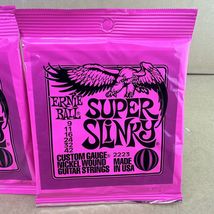 ERNIE BALL
SUPER
SLINKY
9
11
16
24
32
42
CUSTOM GAUGE
NICKEL WOUND
GUITAR STRINGS
2223
MADE
IN USA